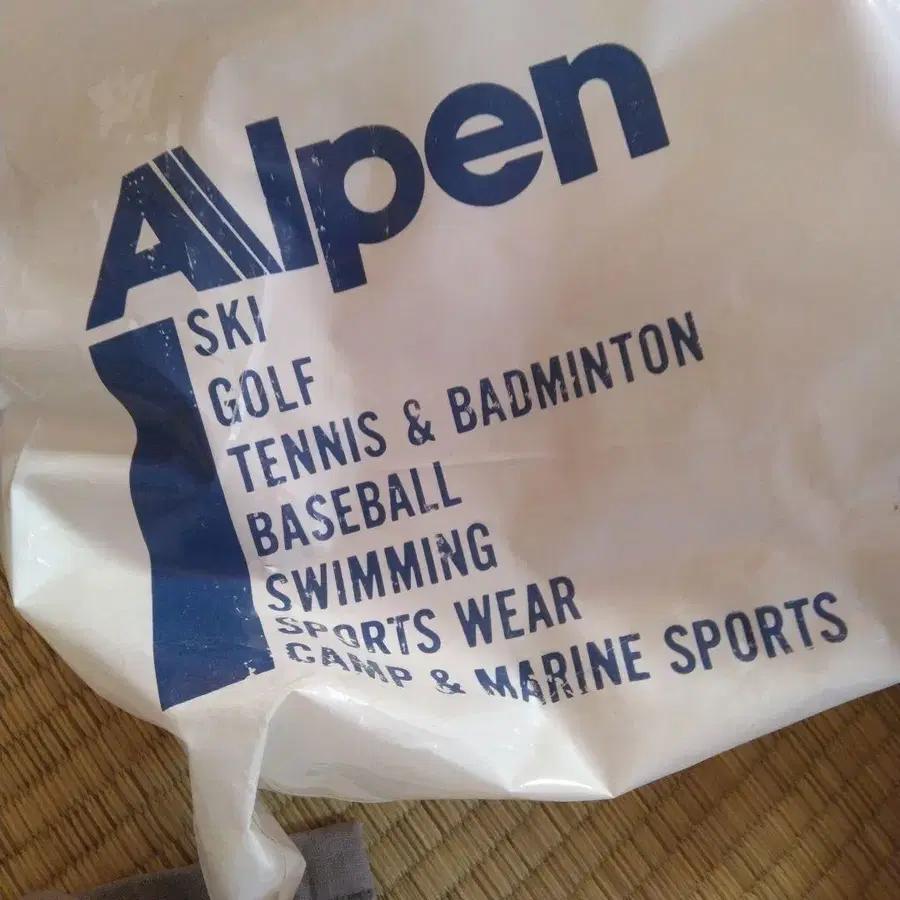 Alpen
SKI
GOLF
TENNIS & BADMINTON
BASEBALL
SWIMMING
SPORTS WEAR
CAMP & MARINE SPORTS